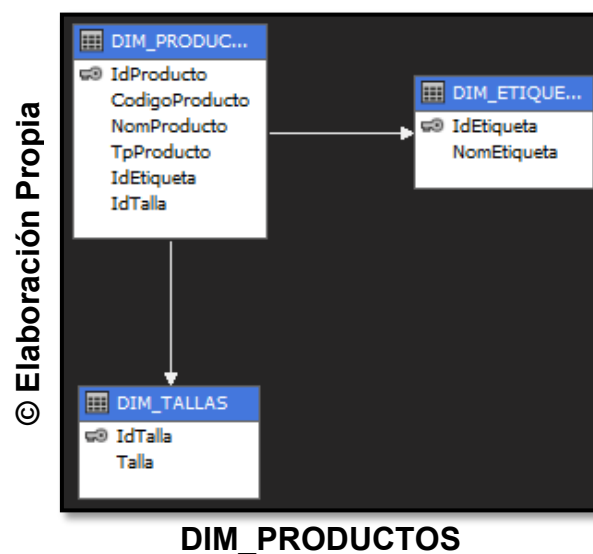 © Elaboración Propia
DIM_PRODUC...
IdProducto
CodigoProducto
NomProducto
TpProducto
IdEtiqueta
IdTalla
DIM_ETIQUE...
IdEtiqueta
NomEtiqueta
DIM_TALLAS
IdTalla
Talla
DIM_PRODUCTOS